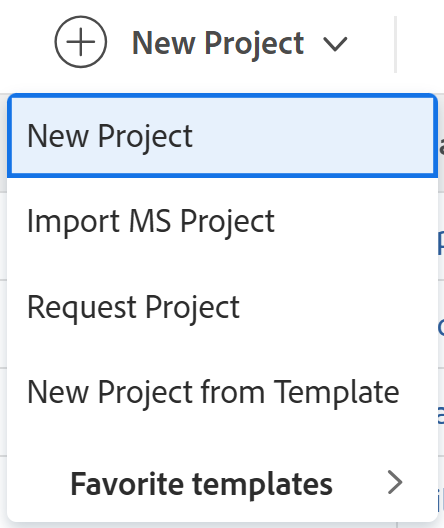 New Project
New Project
Import MS Project
Request Project
New Project from Template
Favorite templates